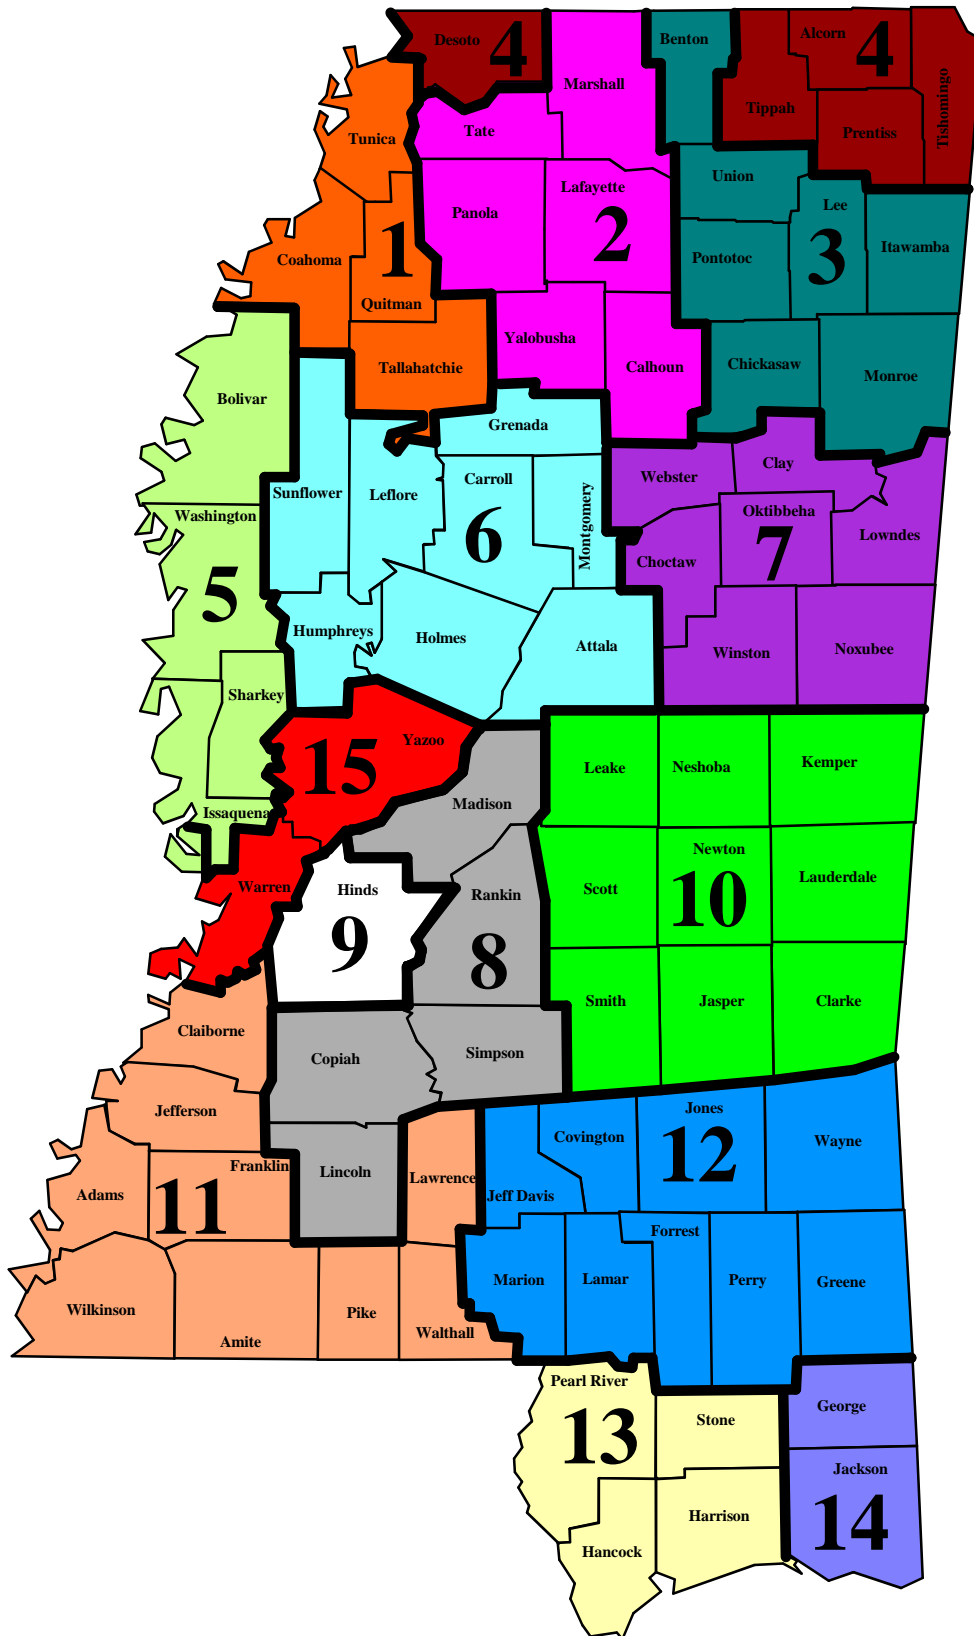 Desoto
4
Marshall
Benton
Alcorn
4
Tippah
Prentiss
Tishomingo
Tunica
Tate
Panola
Lafayette
2
Union
Lee
3
Itawamba
Pontotoc
Coahoma
1
Quitman
Tallahatchie
Yalobusha
Calhoun
Chickasaw
Monroe
Bolivar
Grenada
Sunflower
Leflore
Carroll
6
Montgomery
Webster
Clay
Oktibbeha
7
Lowndes
Choctaw
Washington
5
Humphreys
Holmes
Attala
Winston
Noxubee
Sharkey
Issaquena
15
Yazoo
Madison
Leake
Neshoba
Kemper
Warren
Hinds
9
Rankin
8
Scott
Newton
10
Lauderdale
Smith
Jasper
Clarke
Claiborne
Copiah
Simpson
Jefferson
Franklin
11
Adams
Lincoln
Lawrence
Covington
Jones
12
Wayne
Jeff Davis
Marion
Lamar
Forrest
Perry
Greene
Wilkinson
Amite
Pike
Walthall
Pearl River
13
Stone
George
Jackson
14
Harrison
Hancock